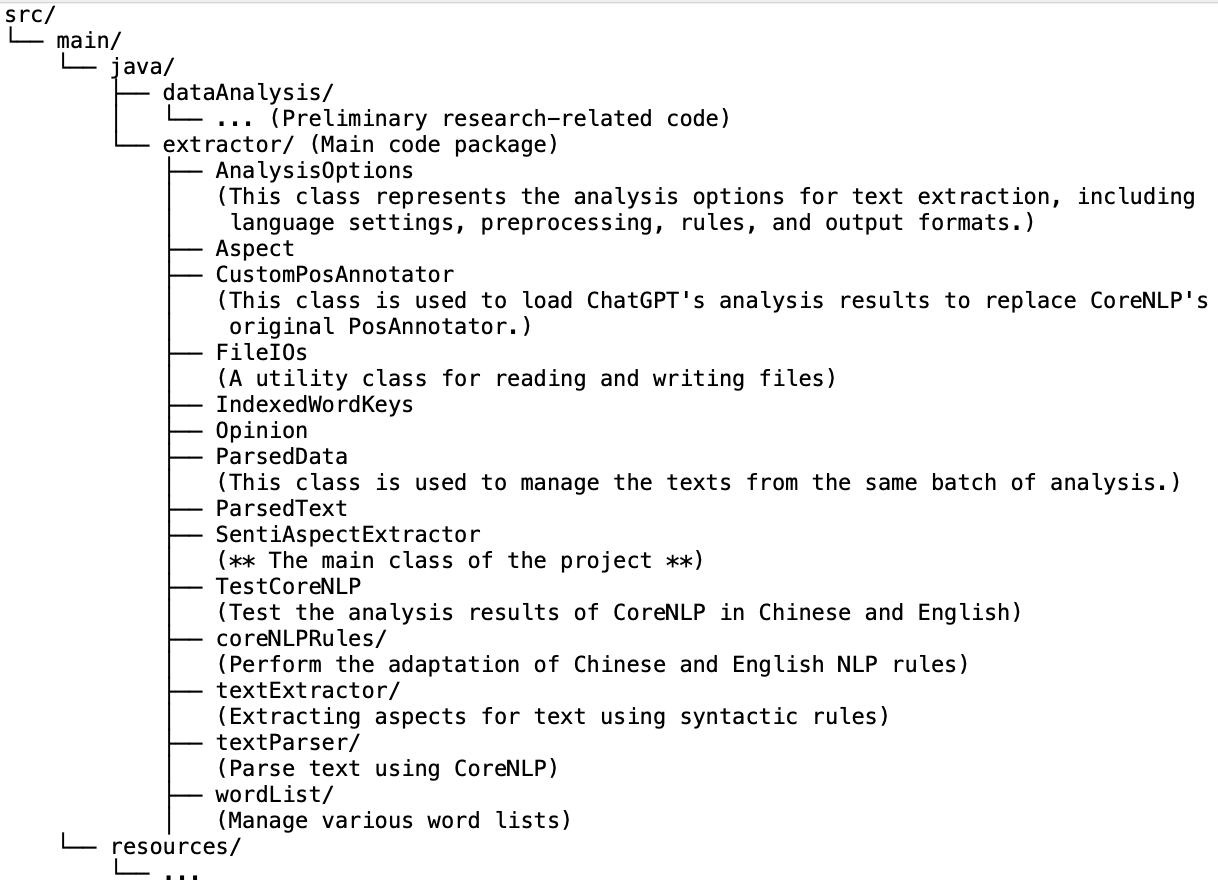 src/
└── main/
    └── java/
        ├── dataAnalysis/
        │   └── ... (Preliminary research-related code)
        └── extractor/ (Main code package)
            ├── AnalysisOptions
            │   (This class represents the analysis options for text extraction, including
            │    language settings, preprocessing, rules, and output formats.)
            ├── Aspect
            ├── CustomPosAnnotator
            │   (This class is used to load ChatGPT's analysis results to replace CoreNLP's
            │    original PosAnnotator.)
            ├── FileIOs
            │   (A utility class for reading and writing files)
            ├── IndexedWordKeys
            ├── Opinion
            ├── ParsedData
            │   (This class is used to manage the texts from the same batch of analysis.)
            ├── ParsedText
            ├── SentiAspectExtractor
            │   (** The main class of the project **)
            ├── TestCoreNLP
            │   (Test the analysis results of CoreNLP in Chinese and English)
            ├── coreNLPRules/
            │   (Perform the adaptation of Chinese and English NLP rules)
            ├── textExtractor/
            │   (Extracting aspects for text using syntactic rules)
            ├── textParser/
            │   (Parse text using CoreNLP)
            ├── wordList/
            │   (Manage various word lists)
    └── resources/
        └── ...